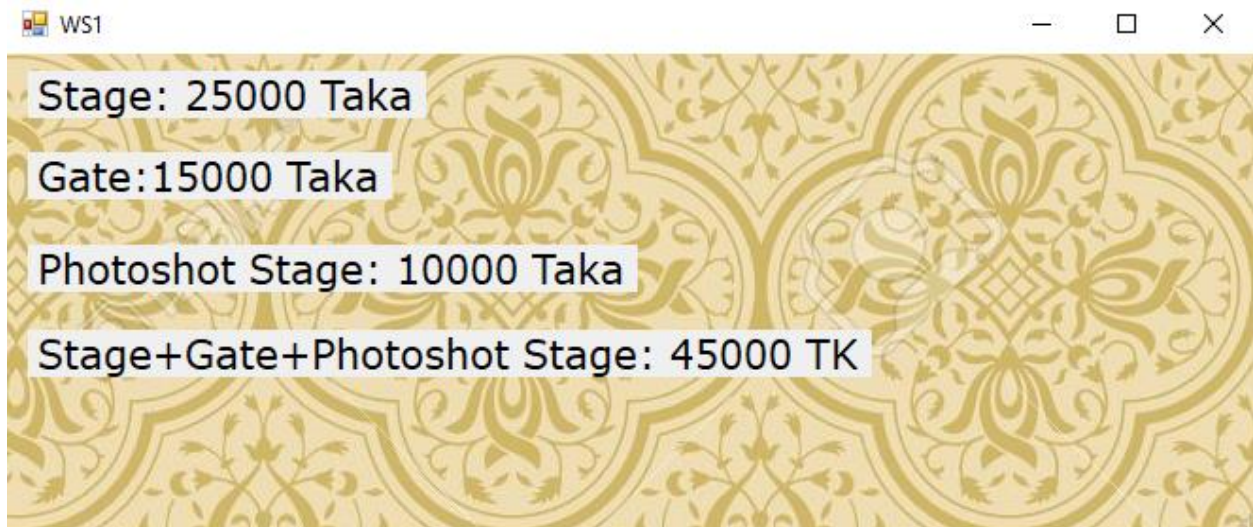 WS1
Stage: 25000 Taka
Gate:15000 Taka
Photoshot Stage: 10000 Taka
Stage+Gate+Photoshot Stage: 45000 TK